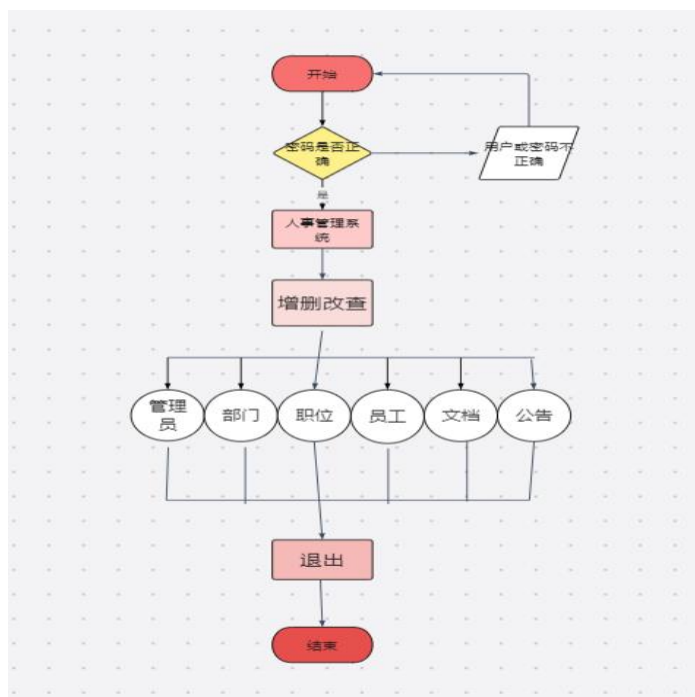 开始
密码是否正
确
用户或密码不
正确
是
人事管理系
统
增删改查
管理
员
部门
职位
员工
文档
公告
退出
结束